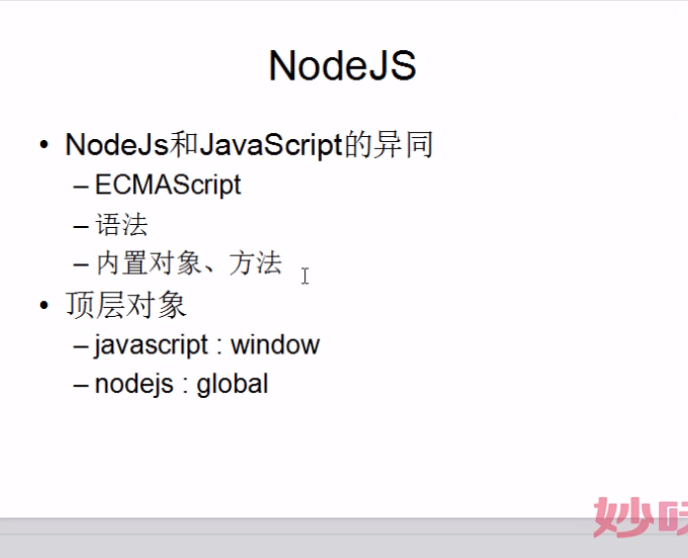 NodeJS
• NodeJs和JavaScript的异同
– ECMAScript
– 语法
– 内置对象、方法
• 顶层对象
– javascript : window
– nodejs : global
妙味